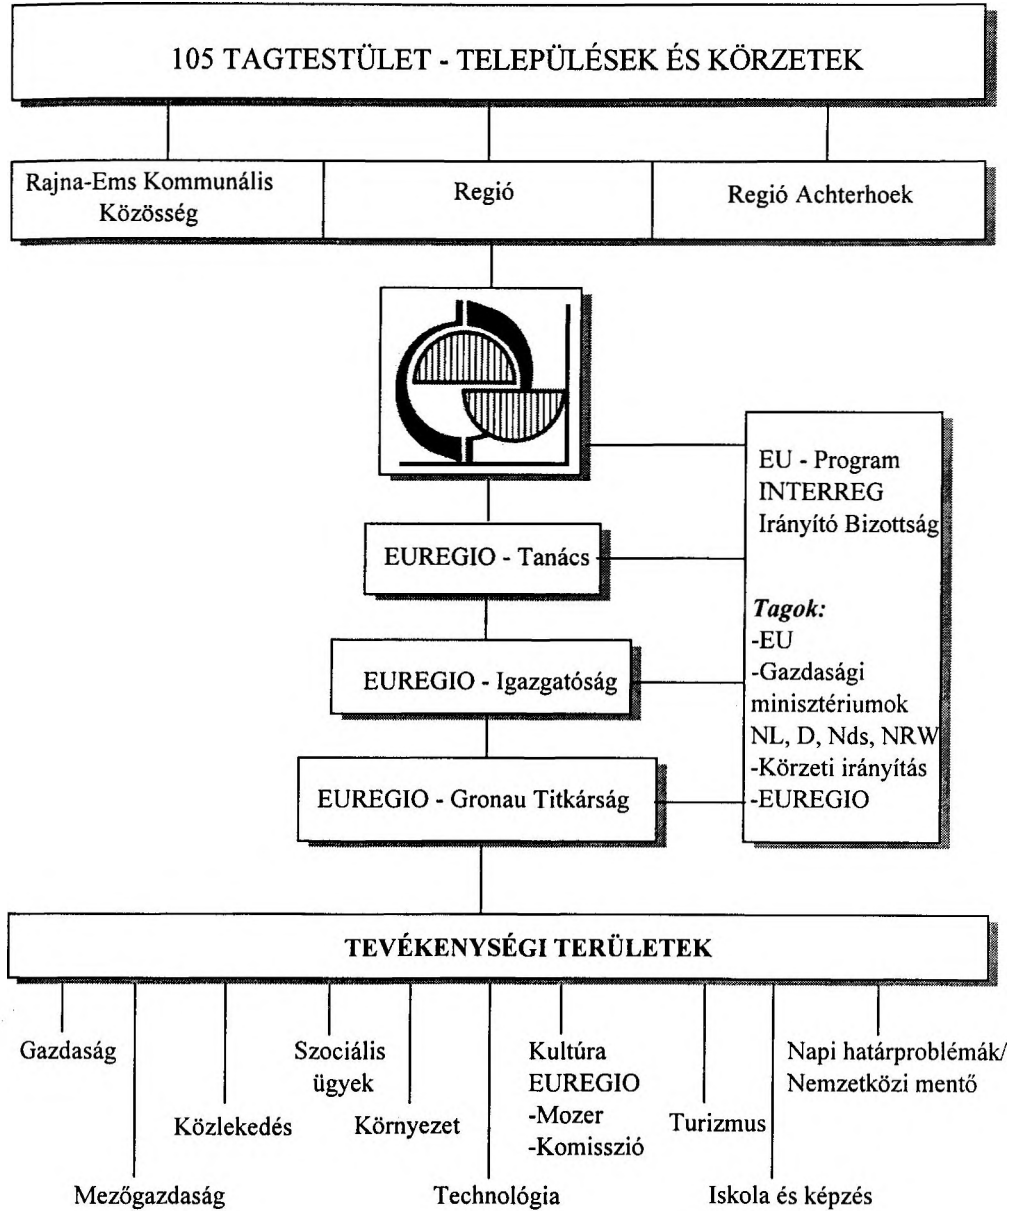 105 TAGTESTÜLET - TELEPÜLÉSEK ÉS KÖRZETEK
Rajna-Ems Kommunális
Közösség
Regió
Regió Achterhoek
EU - Program
INTERREG
Irányító Bizottság
EUREGIO - Tanács
Tagok:
-EU
-Gazdasági
minisztériumok
NL, D, Nds, NRW
-Körzeti irányítás
-EUREGIO
EUREGIO - Igazgatóság
EUREGIO - Gronau Titkárság
TEVÉKENYSÉGI TERÜLETEK
Gazdaság
Mezőgazdaság
Közlekedés
Szociális
ügyek
Környezet
Technológia
Kultúra
EUREGIO
-Mozer
-Komisszió
Turizmus
Iskola és képzés
Napi határproblémák/
Nemzetközi mentő